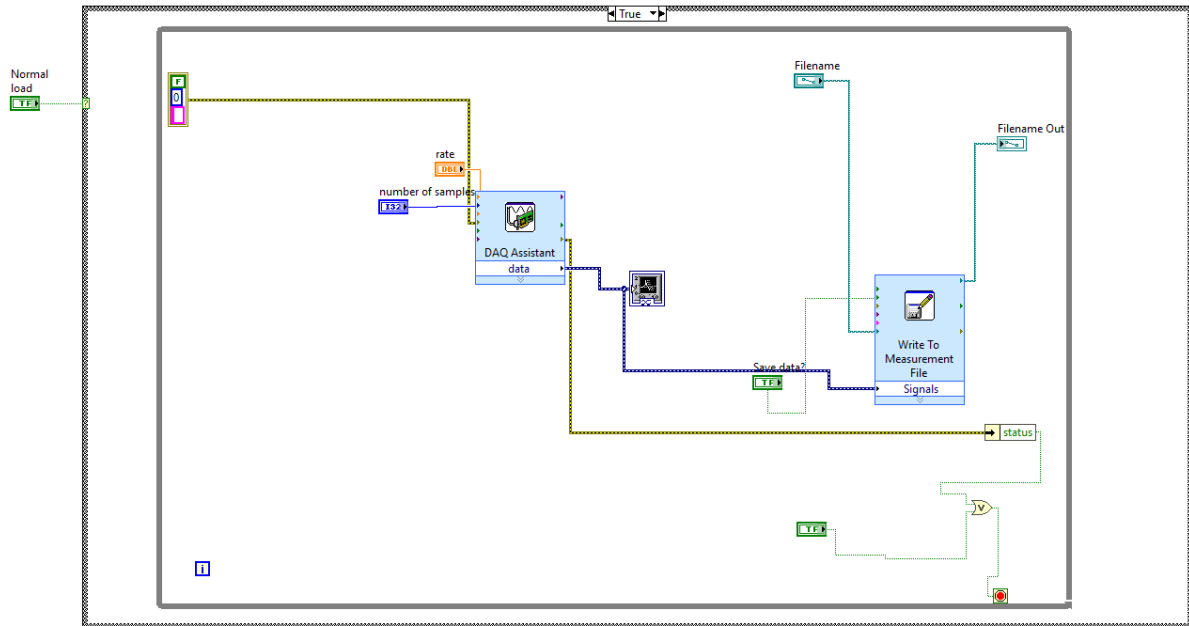 True
Normal
load
TF
?
F
0
Filename
Filename Out
rate
DBL
number of samples
I32
DAQ Assistant
data
Save data?
TF
Write To
Measurement
File
Signals
status
V
TF
i